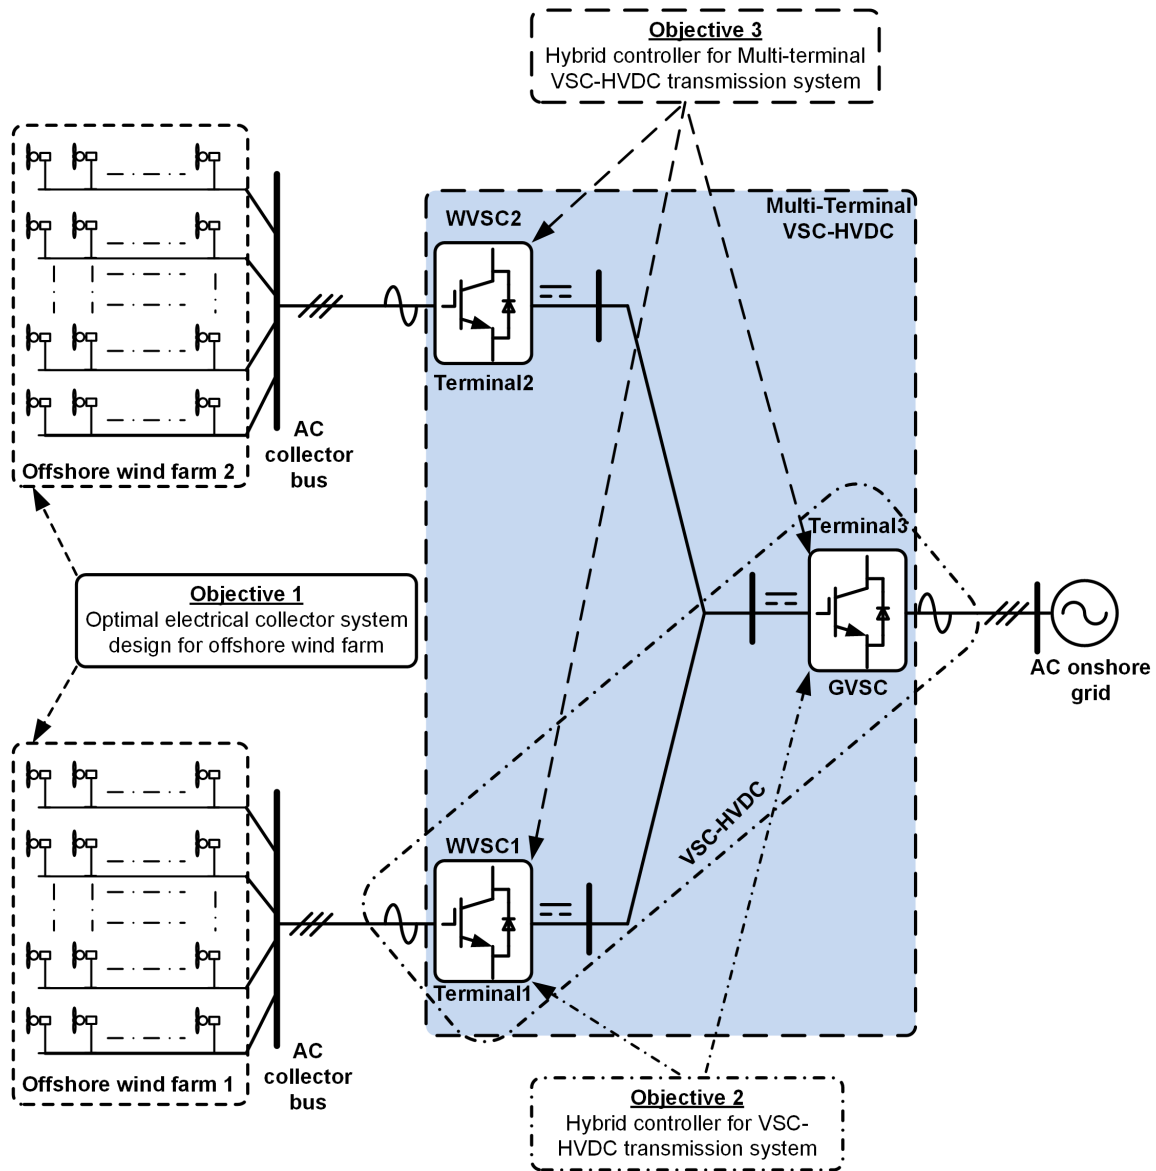 Objective 3
Hybrid controller for Multi-terminal
VSC-HVDC transmission system
Multi-Terminal
VSC-HVDC
WVSC2
Terminal2
AC
collector
bus
Offshore wind farm 2
Terminal3
Objective 1
Optimal electrical collector system
design for offshore wind farm
GVSC
AC onshore
grid
VSC-HVDC
WVSC1
Terminal1
AC
collector
bus
Offshore wind farm 1
Objective 2
Hybrid controller for VSC-
HVDC transmission system